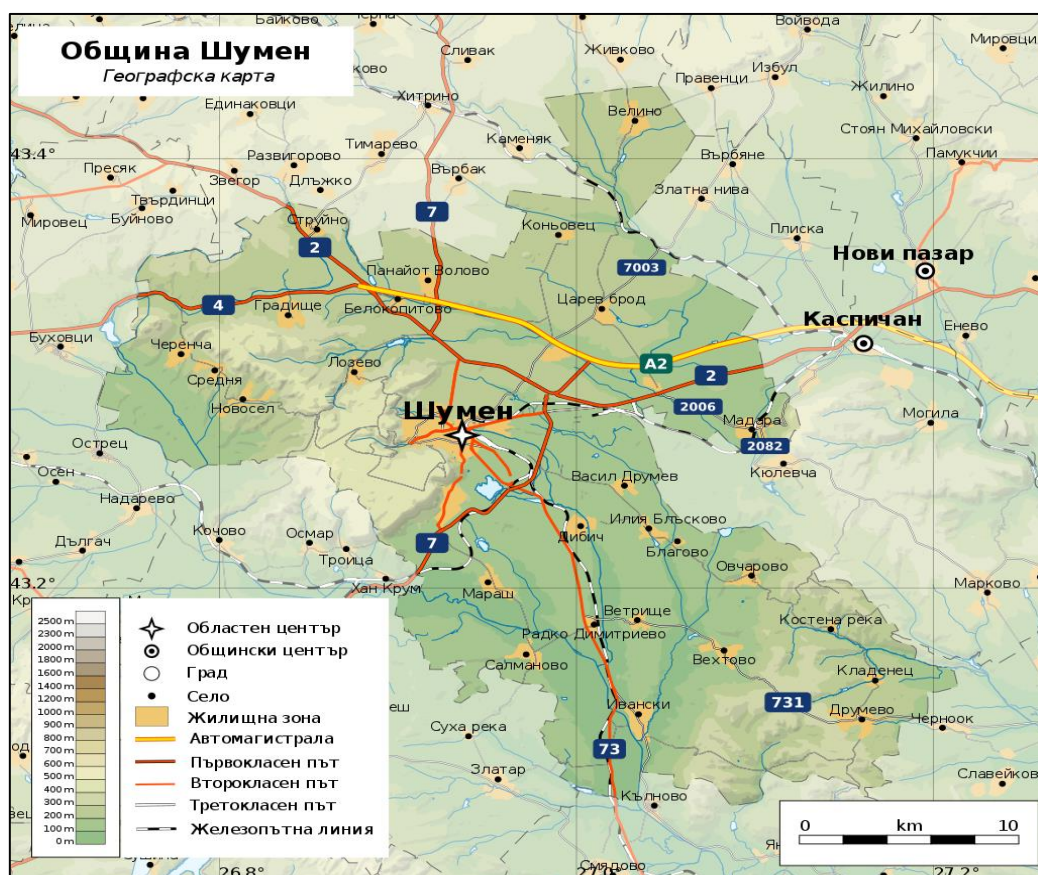 Община Шумен
Географска карта
Байково
Черна
Сливак
Живково
Войвода
Мировци
Хитрино
Правенци
Избул
Жилино
Единаковци
Велино
Каменяк
Стоян Михайловски
43.4°
Пресяк
Развигорово
Тимарево
Звегор
Върбак
Върбяне
Памукчии
Длъжко
Твърдинци
Златна нива
Мировец
Буйново
7
Струйно
2
Коньовец
Плиска
Нови пазар
Панайот Волово
7003
4
Градище
Белокопитово
Царев брод
Каспичан
Буховци
Черенча
Лозево
A2
Енево
Средня
2
Новосел
Шумен
2006
Мадара
Могила
Острец
2082
Осен
Васил Друмев
Кюлевча
Надарево
Кочово
Осмар
Дибич
Илия Блъсково
Дългач
Троица
7
Благово
43.2°
Хан Крум
Мараш
Овчарово
Марково
2500 m
2300 m
2000 m
1800 m
1600 m
1400 m
1200 m
1000 m
900 m
800 m
700 m
600 m
500 m
400 m
300 m
200 m
100 m
0 m
Областен център
Общински център
Град
Село
Жилищна зона
Автомагистрала
Първокласен път
Второкласен път
Третокласен път
Железопътна линия
Ветрище
Радко Димитриево
Костена река
Салманово
Вехтово
Кладенец
731
Ивански
Друмево
Черноок
Суха река
73
Златар
Славейково
Кълново
0 km 10
Смядово
26.8°
27.0°
27.2°